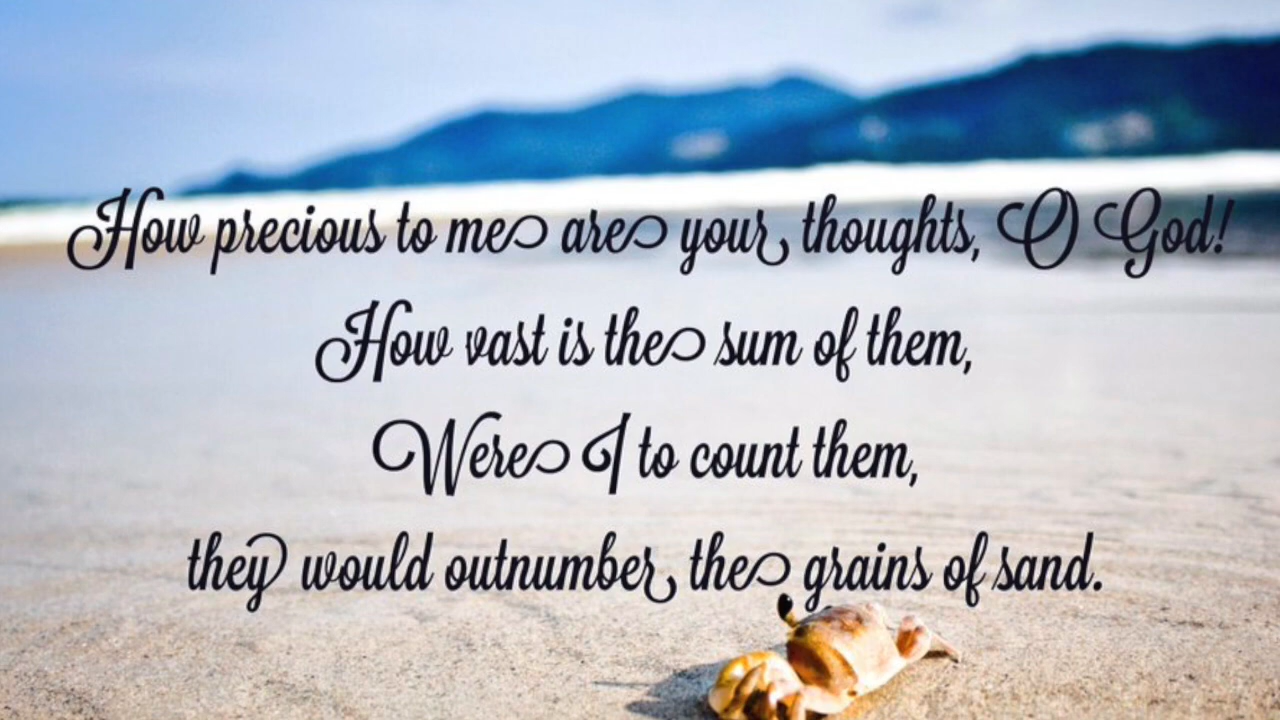 How precious to me are your thoughts, O God!
How vast is the sum of them,
Were I to count them,
they would outnumber the grains of sand.